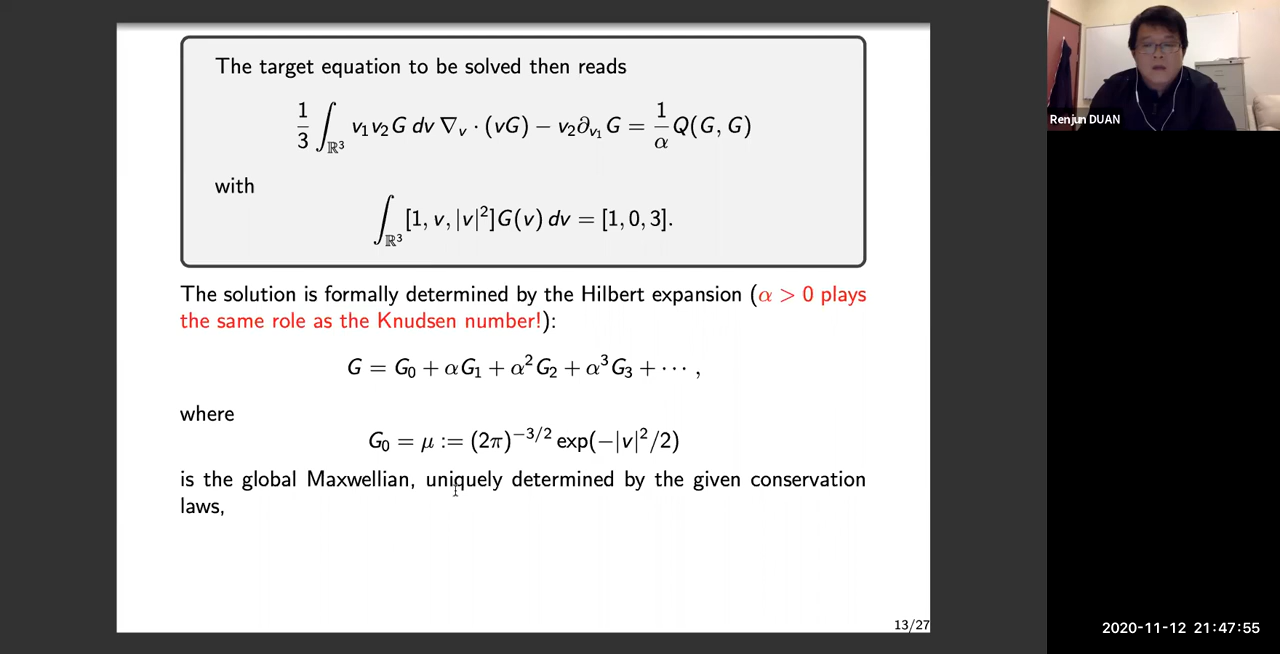 The target equation to be solved then reads
1/3 ∫_{ℝ³} v₁v₂G dv ∇_v · (vG) − v₂∂_{v₁}G = 1/α Q(G, G)
with
∫_{ℝ³} [1, v, |v|²]G(v) dv = [1, 0, 3].
The solution is formally determined by the Hilbert expansion (α > 0 plays
the same role as the Knudsen number!):
G = G₀ + αG₁ + α²G₂ + α³G₃ + ⋯ ,
where
G₀ = μ := (2π)^{−3/2} exp(−|v|²/2)
is the global Maxwellian, uniquely determined by the given conservation
laws,
13/27
Renjun DUAN
2020-11-12 21:47:55